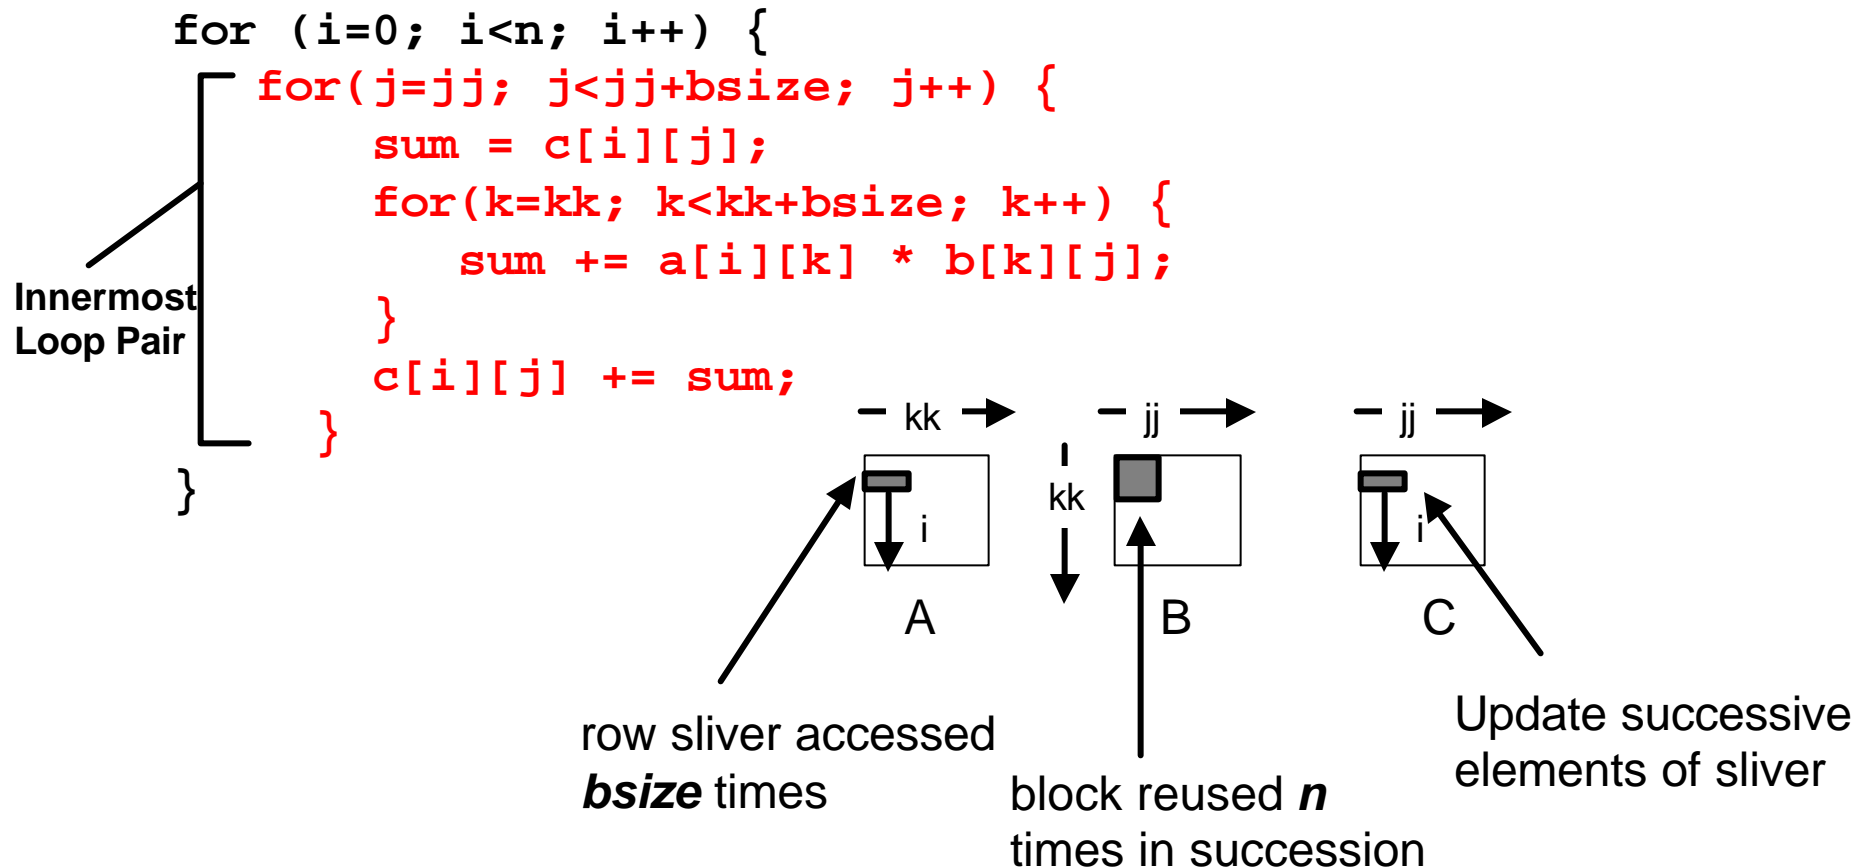 for (i=0; i<n; i++) {
for(j=jj; j<jj+bsize; j++) {
sum = c[i][j];
for(k=kk; k<kk+bsize; k++) {
sum += a[i][k] * b[k][j];
}
c[i][j] += sum;
}
}
Innermost
Loop Pair
kk
i
A
jj
kk
B
jj
i
C
row sliver accessed
bsize times
block reused n
times in succession
Update successive
elements of sliver